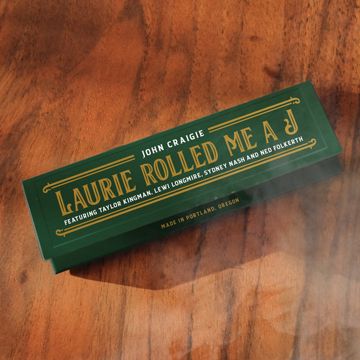 JOHN CRAIGIE
LAURIE ROLLED ME A J
FEATURING TAYLOR KINGMAN, LEWI LONGMIRE, SYDNEY NASH AND NED FOLKERTH
MADE IN PORTLAND, OREGON